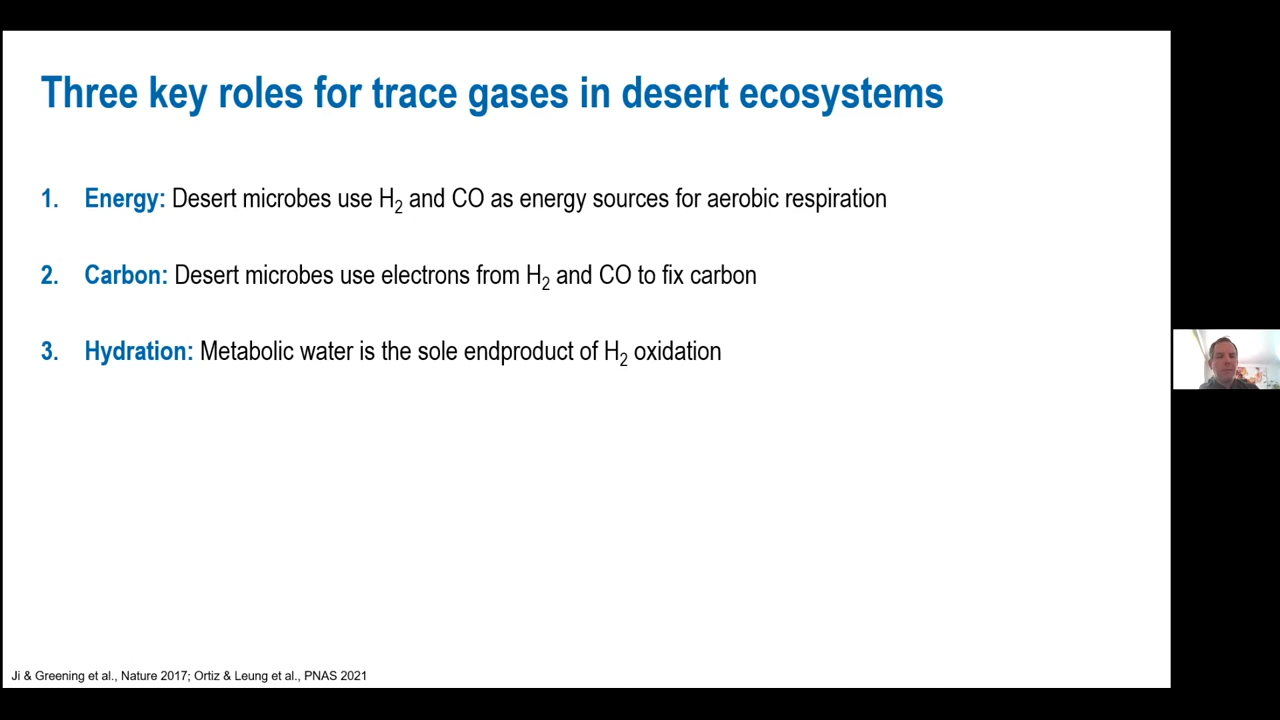 Three key roles for trace gases in desert ecosystems
1. Energy: Desert microbes use H₂ and CO as energy sources for aerobic respiration
2. Carbon: Desert microbes use electrons from H₂ and CO to fix carbon
3. Hydration: Metabolic water is the sole endproduct of H₂ oxidation
Ji & Greening et al., Nature 2017; Ortiz & Leung et al., PNAS 2021